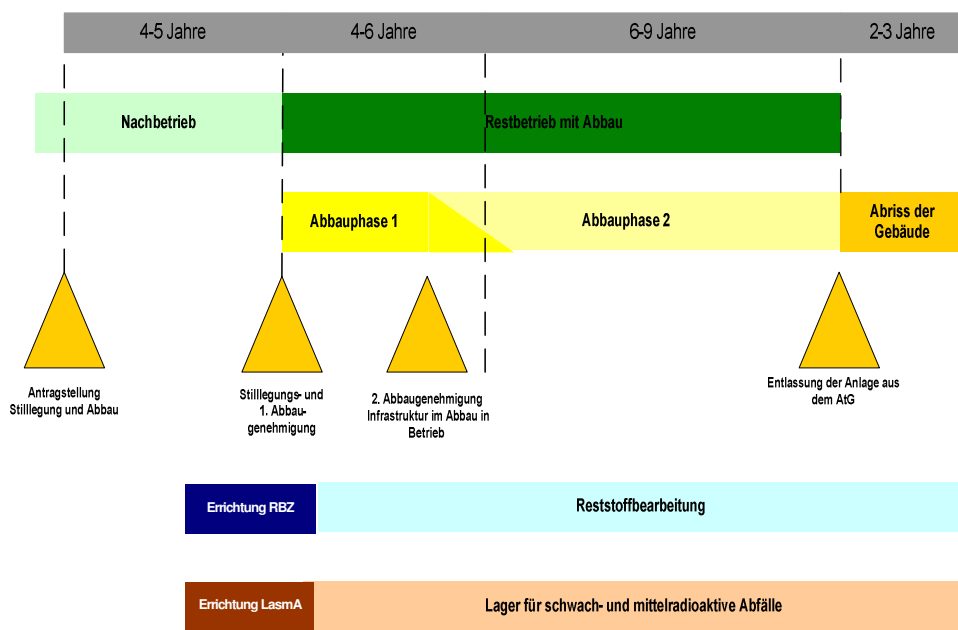 4-5 Jahre
4-6 Jahre
6-9 Jahre
2-3 Jahre
Nachbetrieb
Restbetrieb mit Abbau
Abbauphase 1
Abbauphase 2
Abriss der
Gebäude
Antragstellung
Stilllegung und Abbau
Stilllegungs- und
1. Abbau-
genehmigung
2. Abbaugenehmigung
Infrastruktur im Abbau in
Betrieb
Entlassung der Anlage aus
dem AtG
Errichtung RBZ
Reststoffbearbeitung
Errichtung LasmA
Lager für schwach- und mittelradioaktive Abfälle